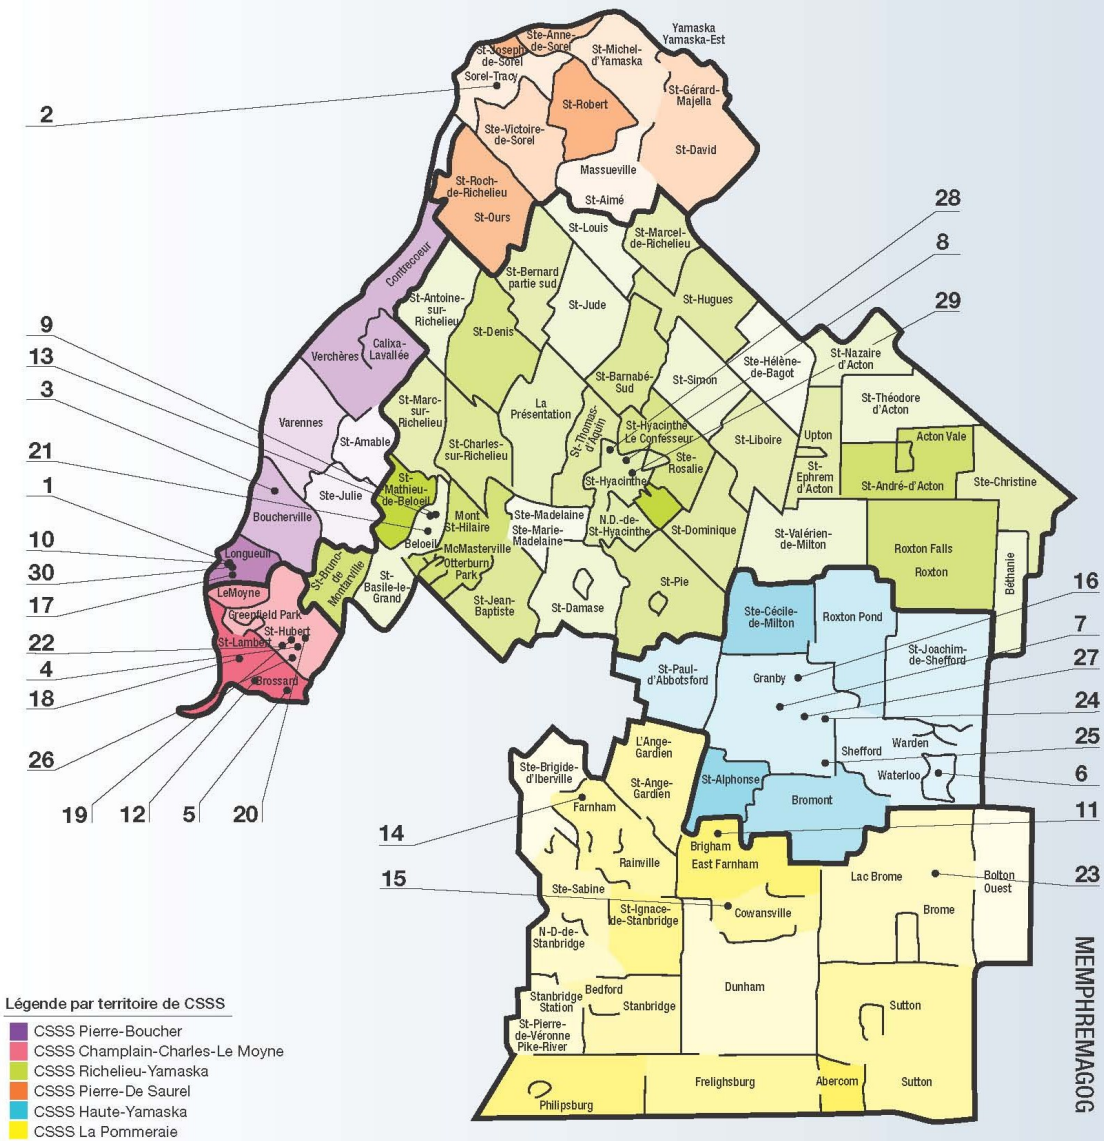 Yamaska
Yamaska-Est
Ste-Anne-
de-Sorel
St-Joseph
de-Sorel
St-Michel-
d'Yamaska
Sorel-Tracy
St-Gérard-
Majella
St-Robert
2
Ste-Victoire-
de-Sorel
St-David
Massueville
St-Roch-
de-Richelieu
St-Aimé
St-Ours
28
St-Louis
St-Marcel-
de-Richelieu
8
Contrecoeur
St-Bernard
partie sud
St-Antoine-
sur-
Richelieu
St-Jude
St-Hugues
29
9
St-Denis
Calixa-
Lavallée
Verchères
13
Ste-Hélène-
de-Bagot
St-Nazaire
d'Acton
St-Barnabé-
Sud
St-Simon
3
St-Théodore
d'Acton
St-Marc-
sur-
Richelieu
La
Présentation
Varennes
St-Thomas-
d'Aquin
St-Hyacinthe
Le Confesseur
St-Amable
St-Charles-
sur-Richelieu
St-Liboire
Upton
Acton Vale
21
Ste-
Rosalie
St-Mathieu-
de-Beloeil
St-Hyacinthe
St-
Ephrem
d'Acton
St-André-d'Acton
Ste-Christine
1
Ste-Julie
Boucherville
Mont
St-Hilaire
Ste-Madelaine
Ste-Marie-
Madelaine
N.D.-de-
St-Hyacinthe
St-Dominique
St-Valérien-
de-Milton
Beloeil
McMasterville
Otterburn
Park
Roxton Falls
Roxton
10
Longueuil
St-Bruno-
de
Montarville
St-
Basile-le-
Grand
Béthanie
30
St-Pie
16
LeMoyne
St-Jean-
Baptiste
St-Damase
17
Greenfield Park
Ste-Cécile-
de-Milton
Roxton Pond
7
St-Hubert
St-Lambert
22
St-Joachim-
de-Shefford
4
St-Paul-
d'Abbotsford
27
Granby
Brossard
18
24
L'Ange-
Gardien
Warden
Shefford
25
26
Ste-Brigide-
d'Iberville
St-Ange-
Gardien
St-Alphonse
Waterloo
6
19
12
5
20
Farnham
Bromont
14
11
Brigham
East Farnham
Rainville
15
Lac Brome
Bolton
Ouest
23
Ste-Sabine
St-Ignace-
de-Stanbridge
Cowansville
Brome
N-D-de-
Stanbridge
MEMPHREMAGOG
Bedford
Dunham
Stanbridge
Station
Stanbridge
Sutton
St-Pierre-
de-Véronne
Pike-River
Frelighsburg
Abercom
Sutton
Philipsburg
Légende par territoire de CSSS
CSSS Pierre-Boucher
CSSS Champlain-Charles-Le Moyne
CSSS Richelieu-Yamaska
CSSS Pierre-De Saurel
CSSS Haute-Yamaska
CSSS La Pommeraie